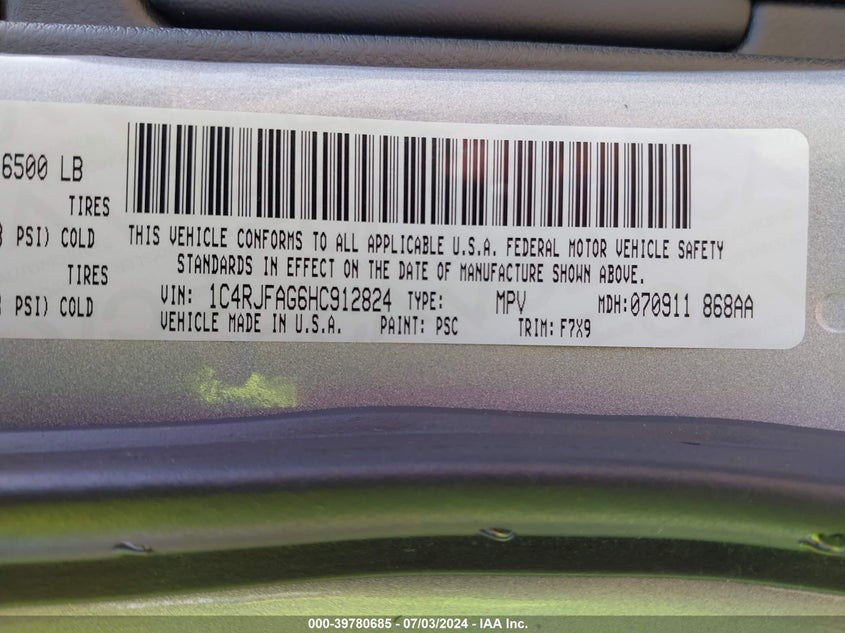 6500 LB
TIRES
PSI) COLD
THIS VEHICLE CONFORMS TO ALL APPLICABLE U.S.A. FEDERAL MOTOR VEHICLE SAFETY
TIRES
STANDARDS IN EFFECT ON THE DATE OF MANUFACTURE SHOWN ABOVE.
PSI) COLD
VIN: 1C4RJFAG6HC912824 TYPE: MPV MDH:070911 868AA
VEHICLE MADE IN U.S.A. PAINT: PSC TRIM: F7X9
000-39780685 - 07/03/2024 - IAA Inc.